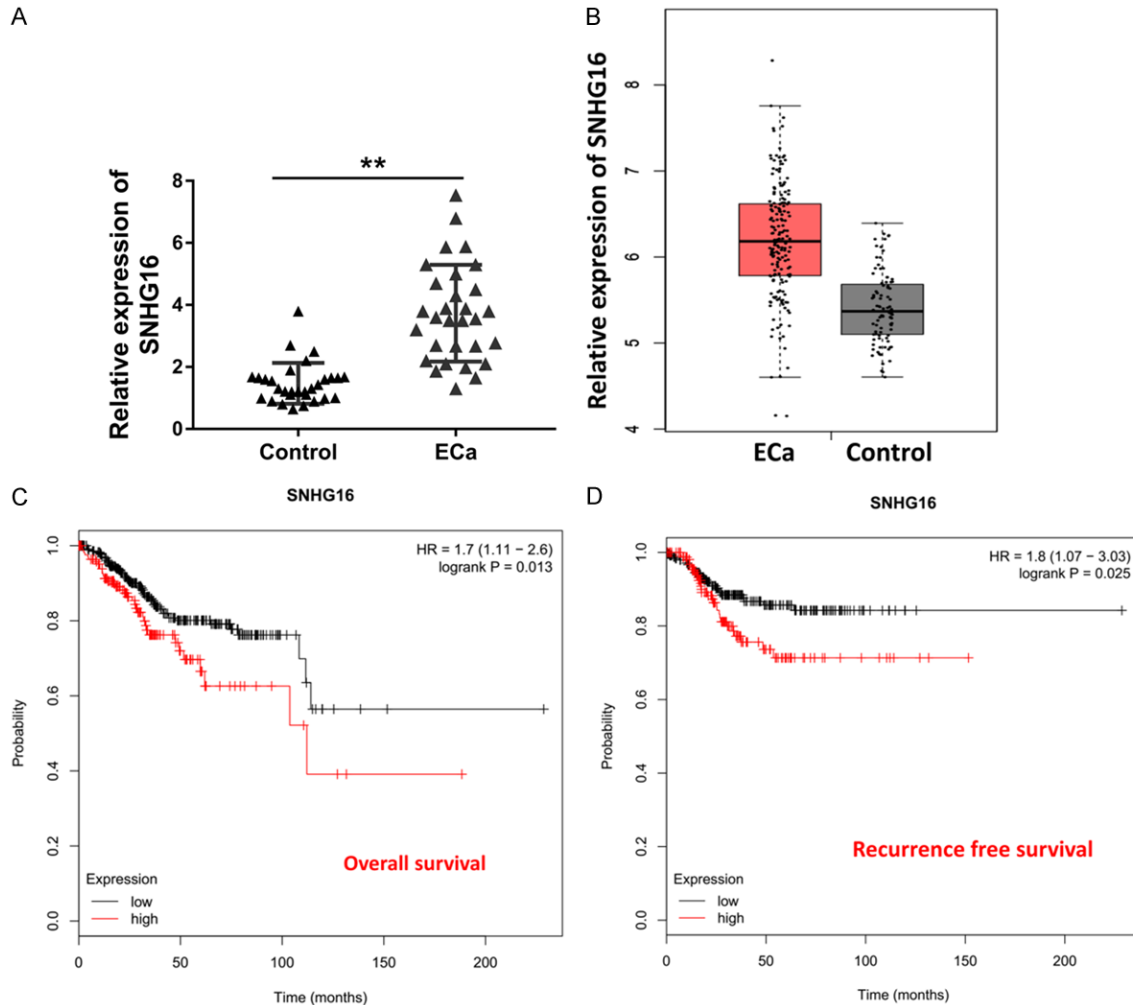 A
Relative expression of
SNHG16
**
8
6
4
2
0
Control
ECa
B
Relative expression of SNHG16
8
7
6
5
4
ECa
Control
C
SNHG16
HR = 1.7 (1.11 − 2.6)
logrank P = 0.013
Probability
1.0
0.8
0.6
0.4
0.2
0.0
Overall survival
Expression
low
high
0
50
100
150
200
Time (months)
D
SNHG16
HR = 1.8 (1.07 − 3.03)
logrank P = 0.025
Probability
1.0
0.8
0.6
0.4
0.2
0.0
Recurrence free survival
Expression
low
high
0
50
100
150
200
Time (months)